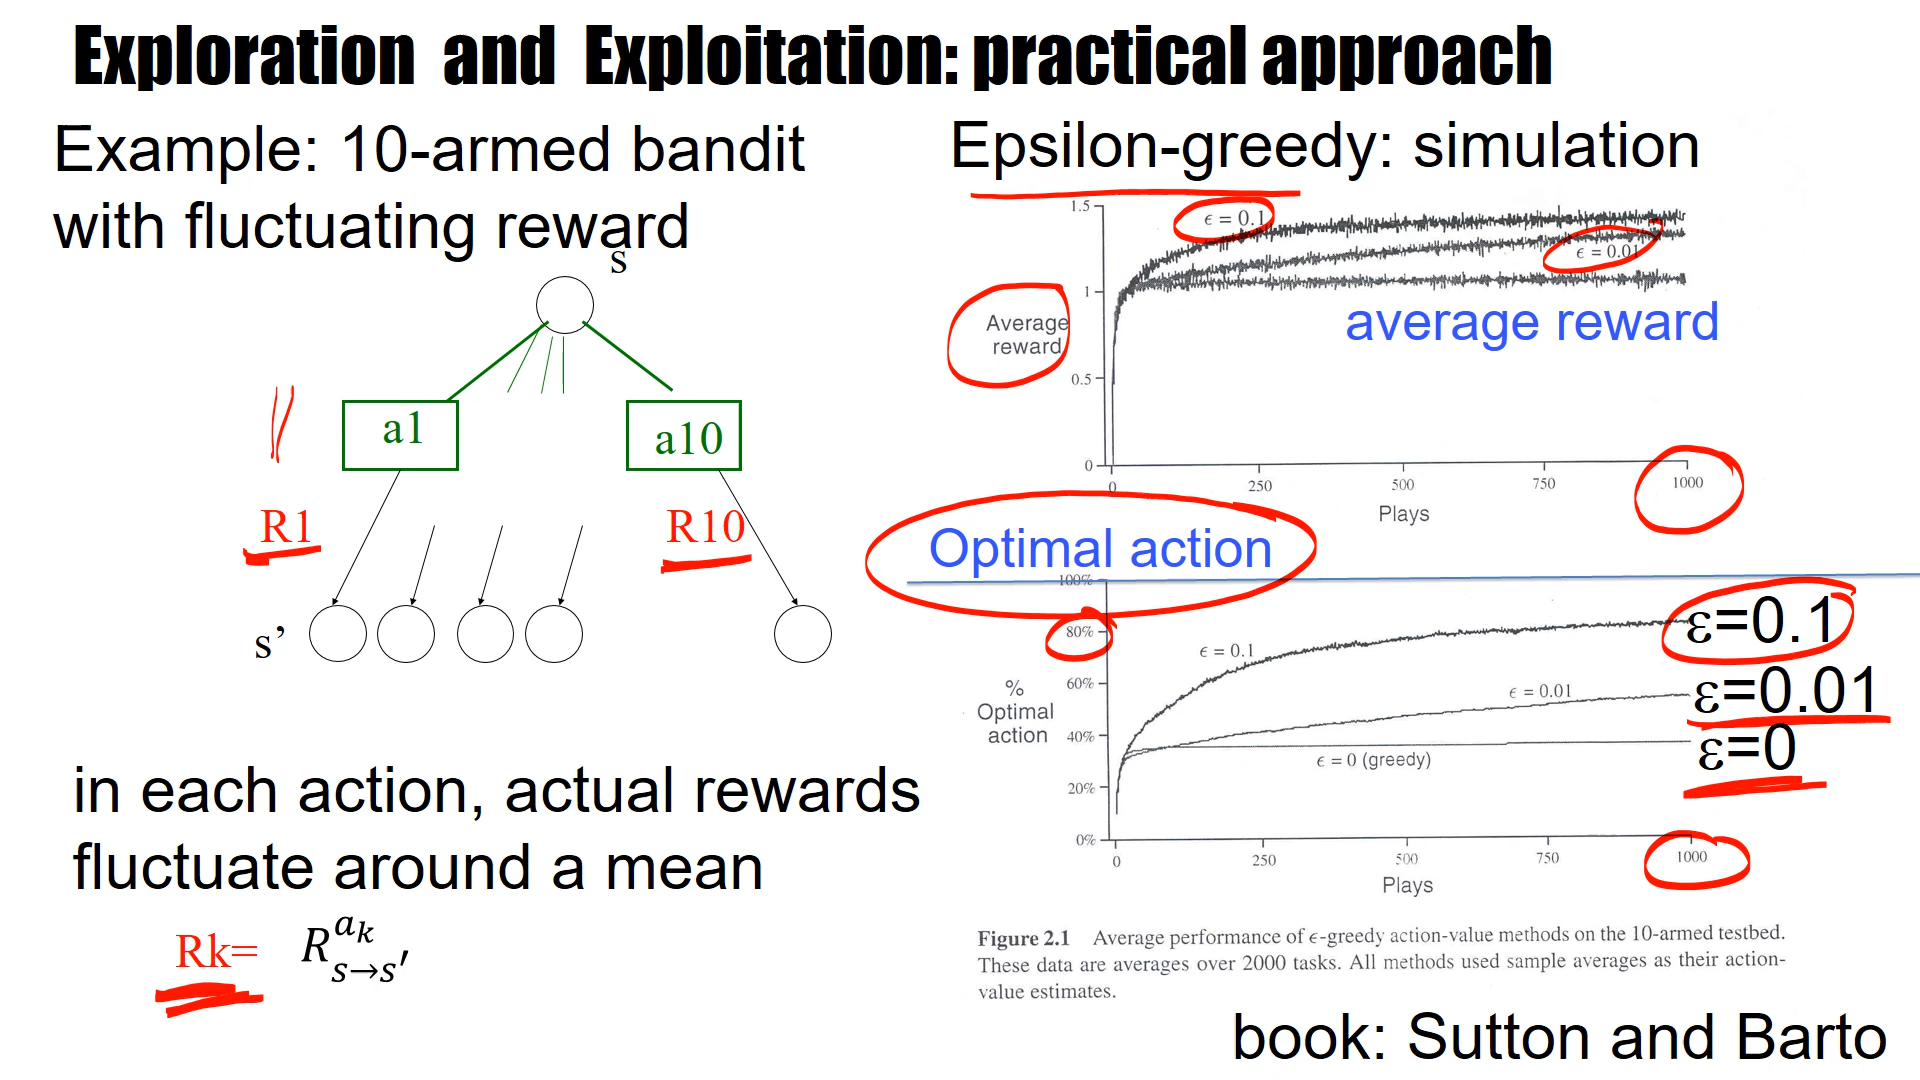 Exploration and Exploitation: practical approach
Example: 10-armed bandit
with fluctuating reward
s
a1
a10
R1
R10
s’
in each action, actual rewards
fluctuate around a mean
Rk= R^{a_k}_{s→s′}
Epsilon-greedy: simulation
1.5
ϵ = 0.1
ϵ = 0.01
1
Average
reward
average reward
0.5
0
0 250 500 750 1000
Plays
Optimal action
100%
80%
ε=0.1
ϵ = 0.1
60%
%
Optimal
action
ϵ = 0.01
ε=0.01
40%
ϵ = 0 (greedy)
ε=0
20%
0%
0 250 500 750 1000
Plays
Figure 2.1 Average performance of ϵ-greedy action-value methods on the 10-armed testbed.
These data are averages over 2000 tasks. All methods used sample averages as their action-
value estimates.
book: Sutton and Barto